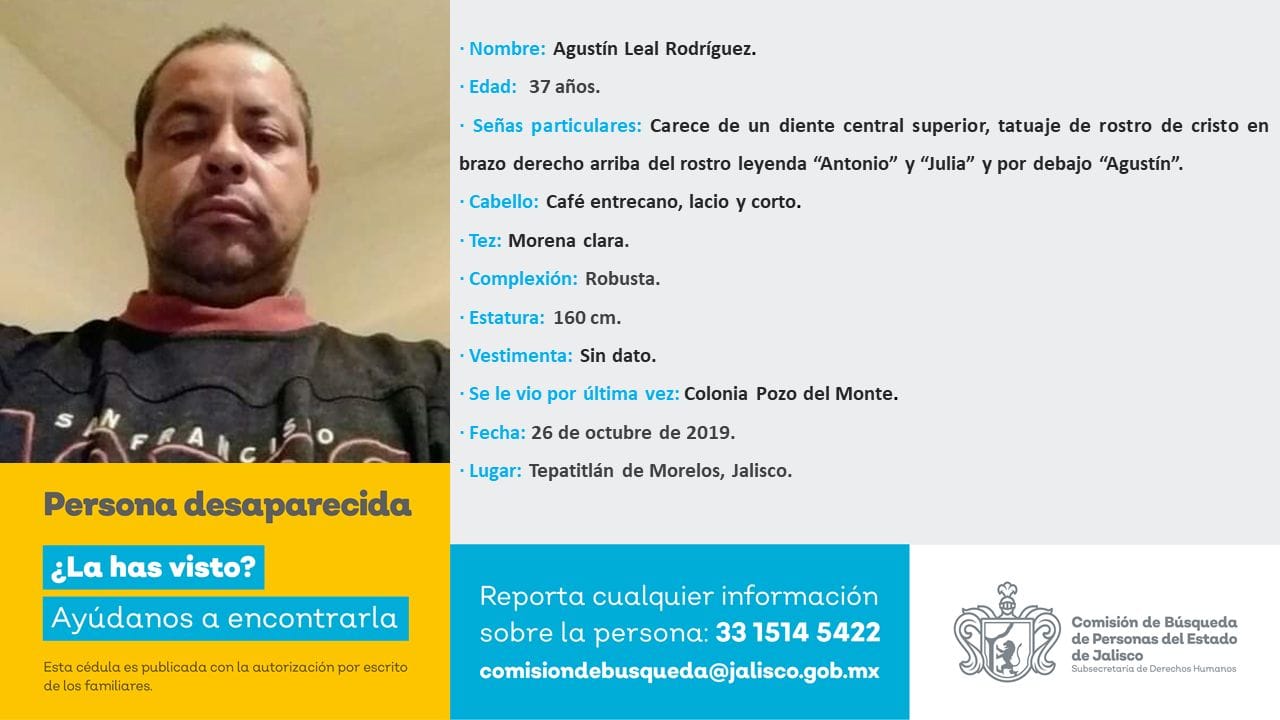 · Nombre: Agustín Leal Rodríguez.
· Edad: 37 años.
· Señas particulares: Carece de un diente central superior, tatuaje de rostro de cristo en
brazo derecho arriba del rostro leyenda “Antonio” y “Julia” y por debajo “Agustín”.
· Cabello: Café entrecano, lacio y corto.
· Tez: Morena clara.
· Complexión: Robusta.
· Estatura: 160 cm.
· Vestimenta: Sin dato.
· Se le vio por última vez: Colonia Pozo del Monte.
· Fecha: 26 de octubre de 2019.
· Lugar: Tepatitlán de Morelos, Jalisco.
SAN FRANCISCO
Persona desaparecida
¿La has visto?
Ayúdanos a encontrarla
Esta cédula es publicada con la autorización por escrito
de los familiares.
Reporta cualquier información
sobre la persona: 33 1514 5422
comisiondebusqueda@jalisco.gob.mx
Comisión de Búsqueda
de Personas del Estado
de Jalisco
Subsecretaría de Derechos Humanos